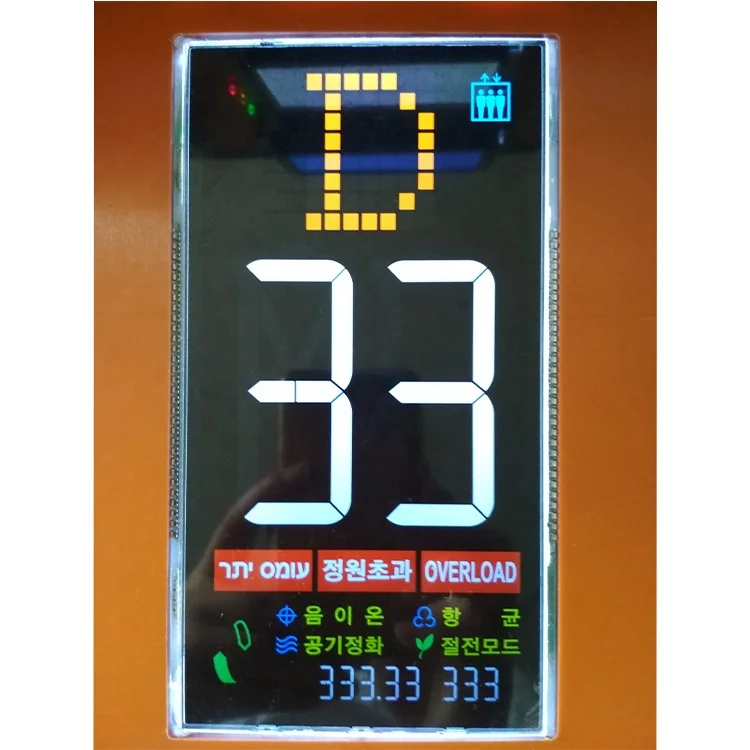 D
33
עומס יתר 정원초과 OVERLOAD
음이온 항균
공기정화 절전모드
333.33 333